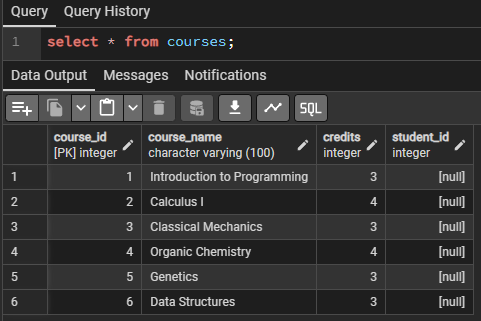 Query Query History
1 select * from courses;
Data Output Messages Notifications
SQL
course_id course_name credits student_id
[PK] integer character varying (100) integer integer
1 1 Introduction to Programming 3 [null]
2 2 Calculus I 4 [null]
3 3 Classical Mechanics 3 [null]
4 4 Organic Chemistry 4 [null]
5 5 Genetics 3 [null]
6 6 Data Structures 3 [null]